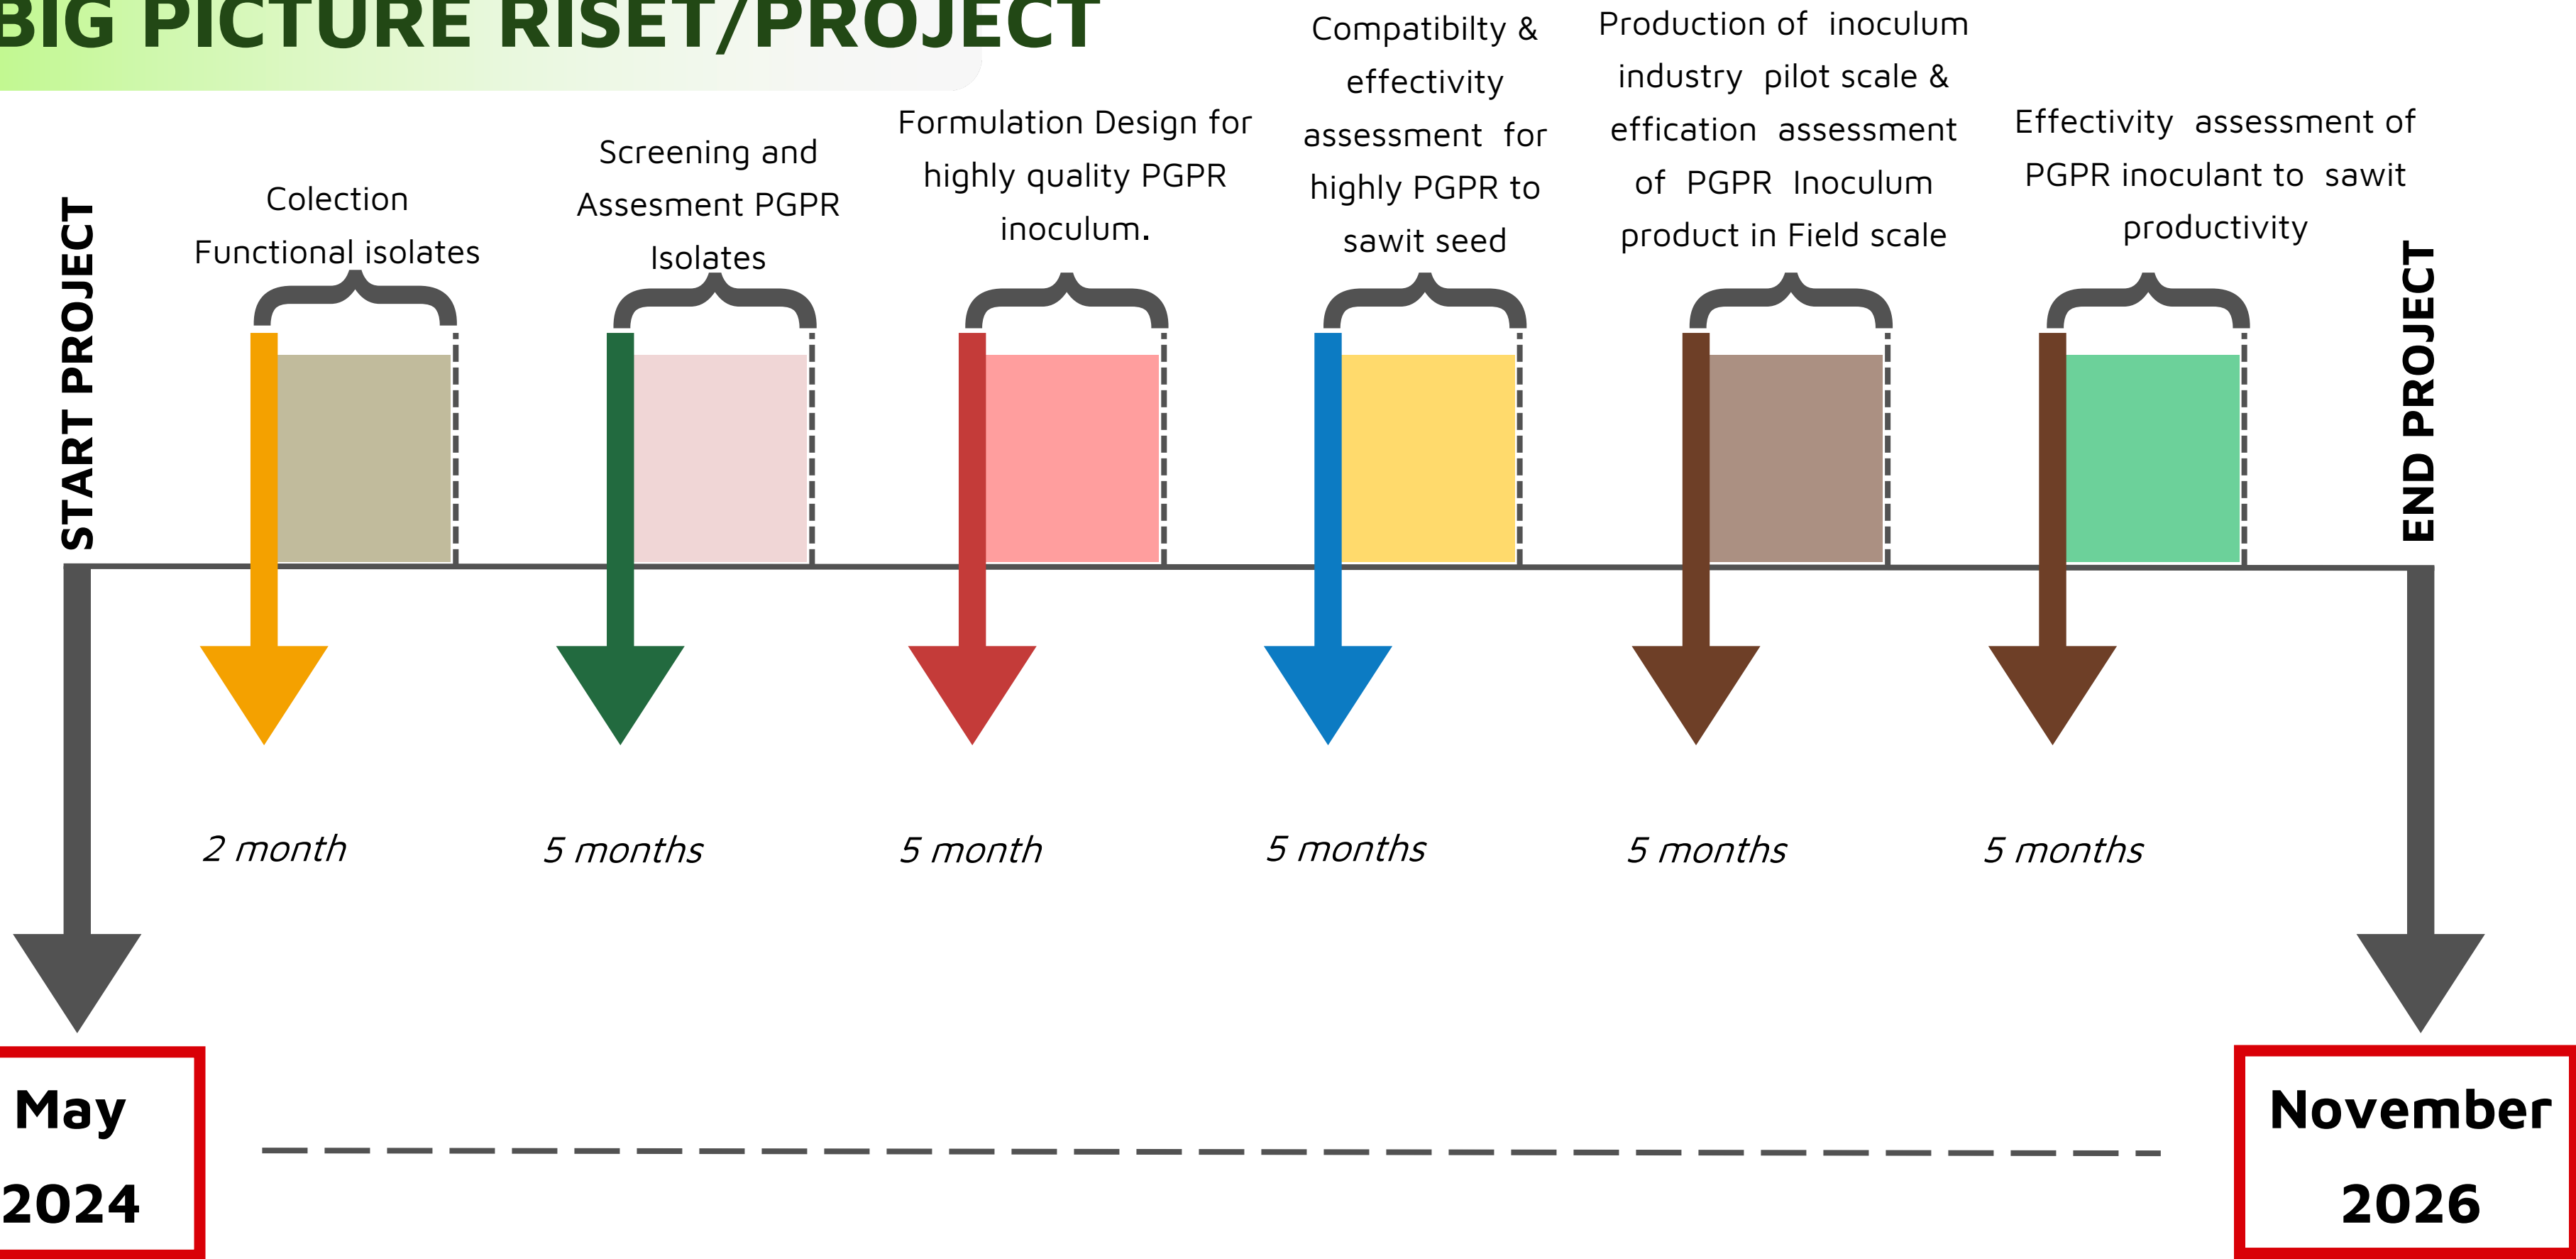 BIG PICTURE RISET/PROJECT
START PROJECT
Colection
Functional isolates
Screening and
Assesment PGPR
Isolates
Formulation Design for
highly quality PGPR
inoculum.
Compatibilty &
effectivity
assessment for
highly PGPR to
sawit seed
Production of inoculum
industry pilot scale &
effication assessment
of PGPR Inoculum
product in Field scale
Effectivity assessment of
PGPR inoculant to sawit
productivity
END PROJECT
2 month
5 months
5 month
5 months
5 months
5 months
May
2024
November
2026